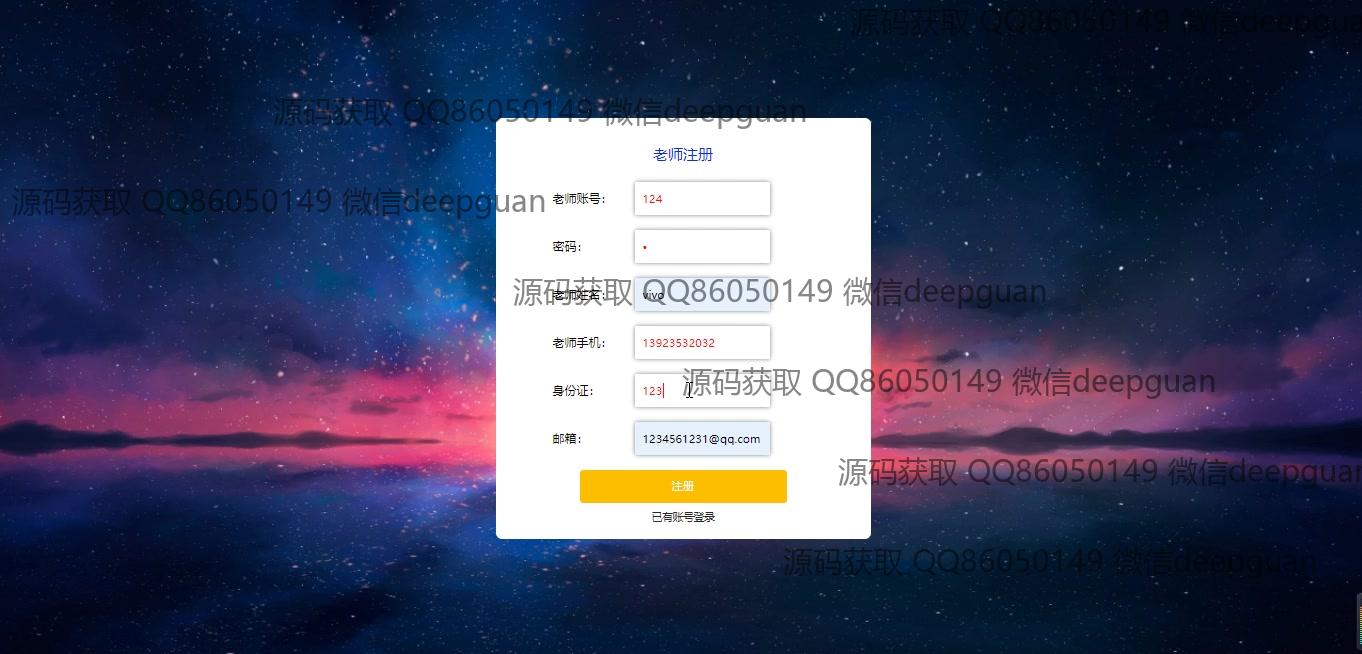 源码获取 QQ86050149 微信deepgua
源码获取 QQ86050149 微信deepguan
老师注册
源码获取 QQ86050149 微信deepguan
老师账号: 124
密码: •
源码获取 QQ86050149 微信deepguan
老师姓名: vivo
老师手机: 13923532032
源码获取 QQ86050149 微信deepguan
身份证: 123
邮箱: 1234561231@qq.com
源码获取 QQ86050149 微信deepguan
注册
已有账号登录
源码获取 QQ86050149 微信deepguan